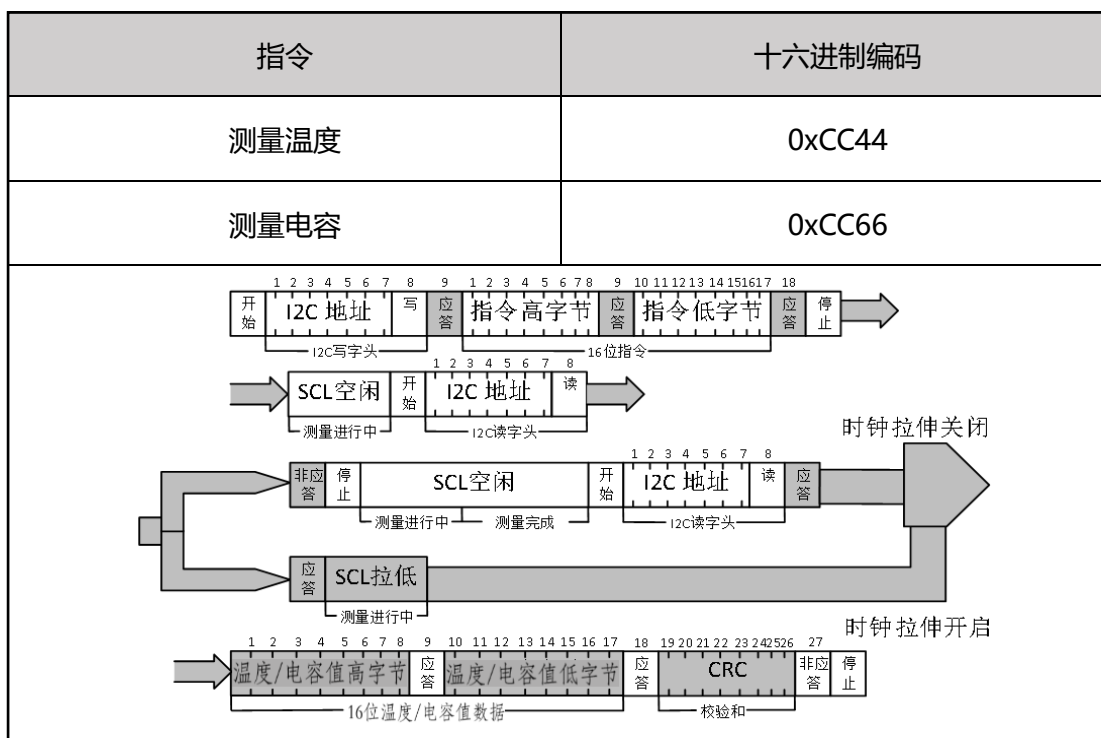 指令 十六进制编码
测量温度 0xCC44
测量电容 0xCC66
1 2 3 4 5 6 7 8 9 1 2 3 4 5 6 7 8 9 10 11 12 13 14 15 16 17 18
开始 I2C 地址 写 应答 指令高字节 应答 指令低字节 应答 停止
I2C写字头 16位指令
1 2 3 4 5 6 7 8
SCL空闲 开始 I2C 地址 读
测量进行中 I2C读字头
时钟拉伸关闭
1 2 3 4 5 6 7 8
非应答 停止 SCL空闲 开始 I2C 地址 读 应答
测量进行中 测量完成 I2C读字头
应答 SCL拉低
测量进行中
时钟拉伸开启
1 2 3 4 5 6 7 8 9 10 11 12 13 14 15 16 17 18 19 20 21 22 23 24 25 26 27
温度/电容值高字节 应答 温度/电容值低字节 应答 CRC 非应答 停止
16位温度/电容值数据 校验和